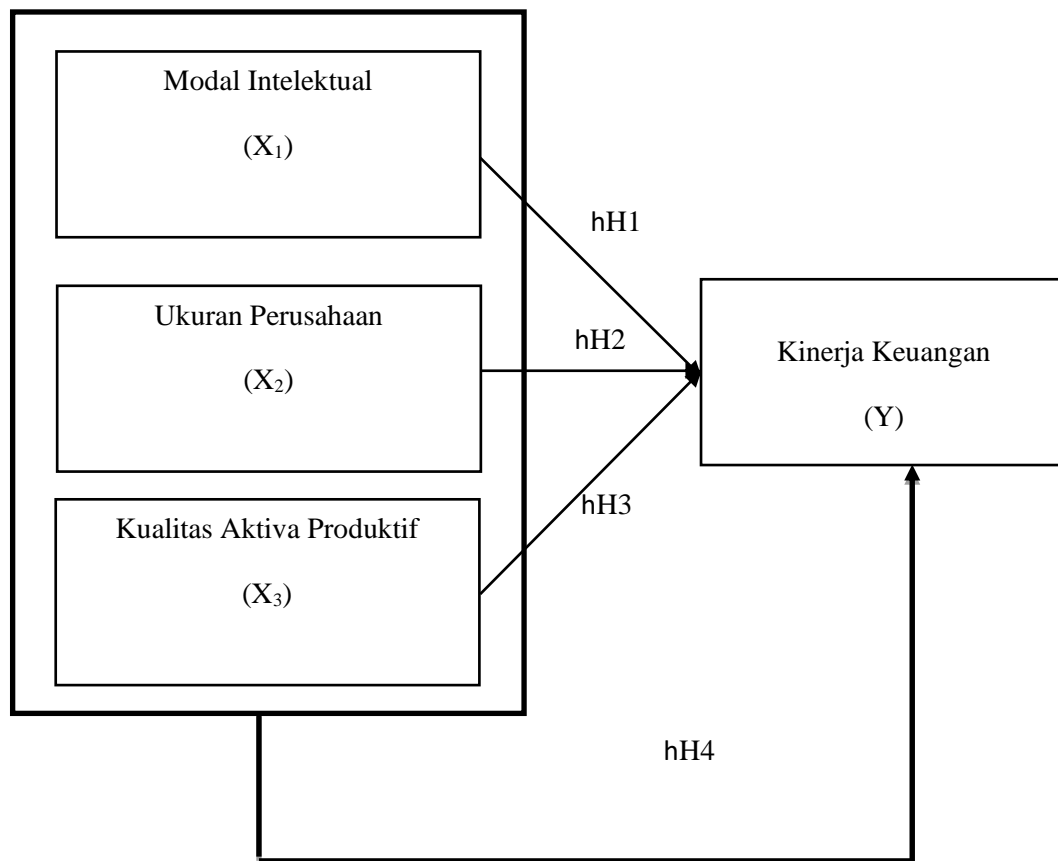 Modal Intelektual
(X₁)
hH1
Ukuran Perusahaan
(X₂)
hH2
Kinerja Keuangan
(Y)
Kualitas Aktiva Produktif
(X₃)
hH3
hH4